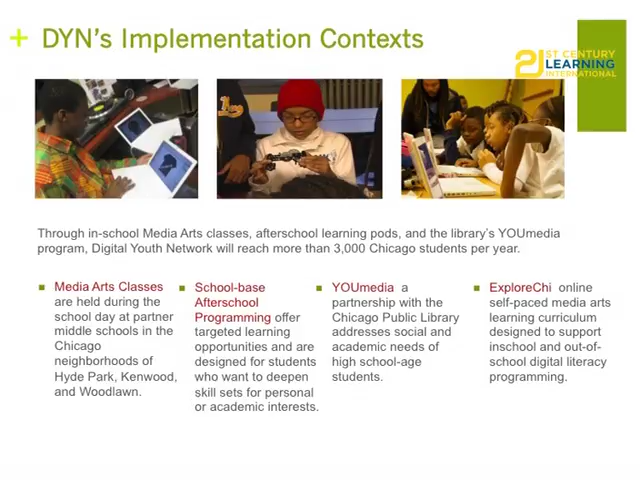 + DYN's Implementation Contexts
21ST CENTURY
LEARNING
INTERNATIONAL
Through in-school Media Arts classes, afterschool learning pods, and the library's YOUmedia
program, Digital Youth Network will reach more than 3,000 Chicago students per year.
Media Arts Classes
are held during the
school day at partner
middle schools in the
Chicago
neighborhoods of
Hyde Park, Kenwood,
and Woodlawn.
School-base
Afterschool
Programming offer
targeted learning
opportunities and are
designed for students
who want to deepen
skill sets for personal
or academic interests.
YOUmedia a
partnership with the
Chicago Public Library
addresses social and
academic needs of
high school-age
students.
ExploreChi online
self-paced media arts
learning curriculum
designed to support
inschool and out-of-
school digital literacy
programming.